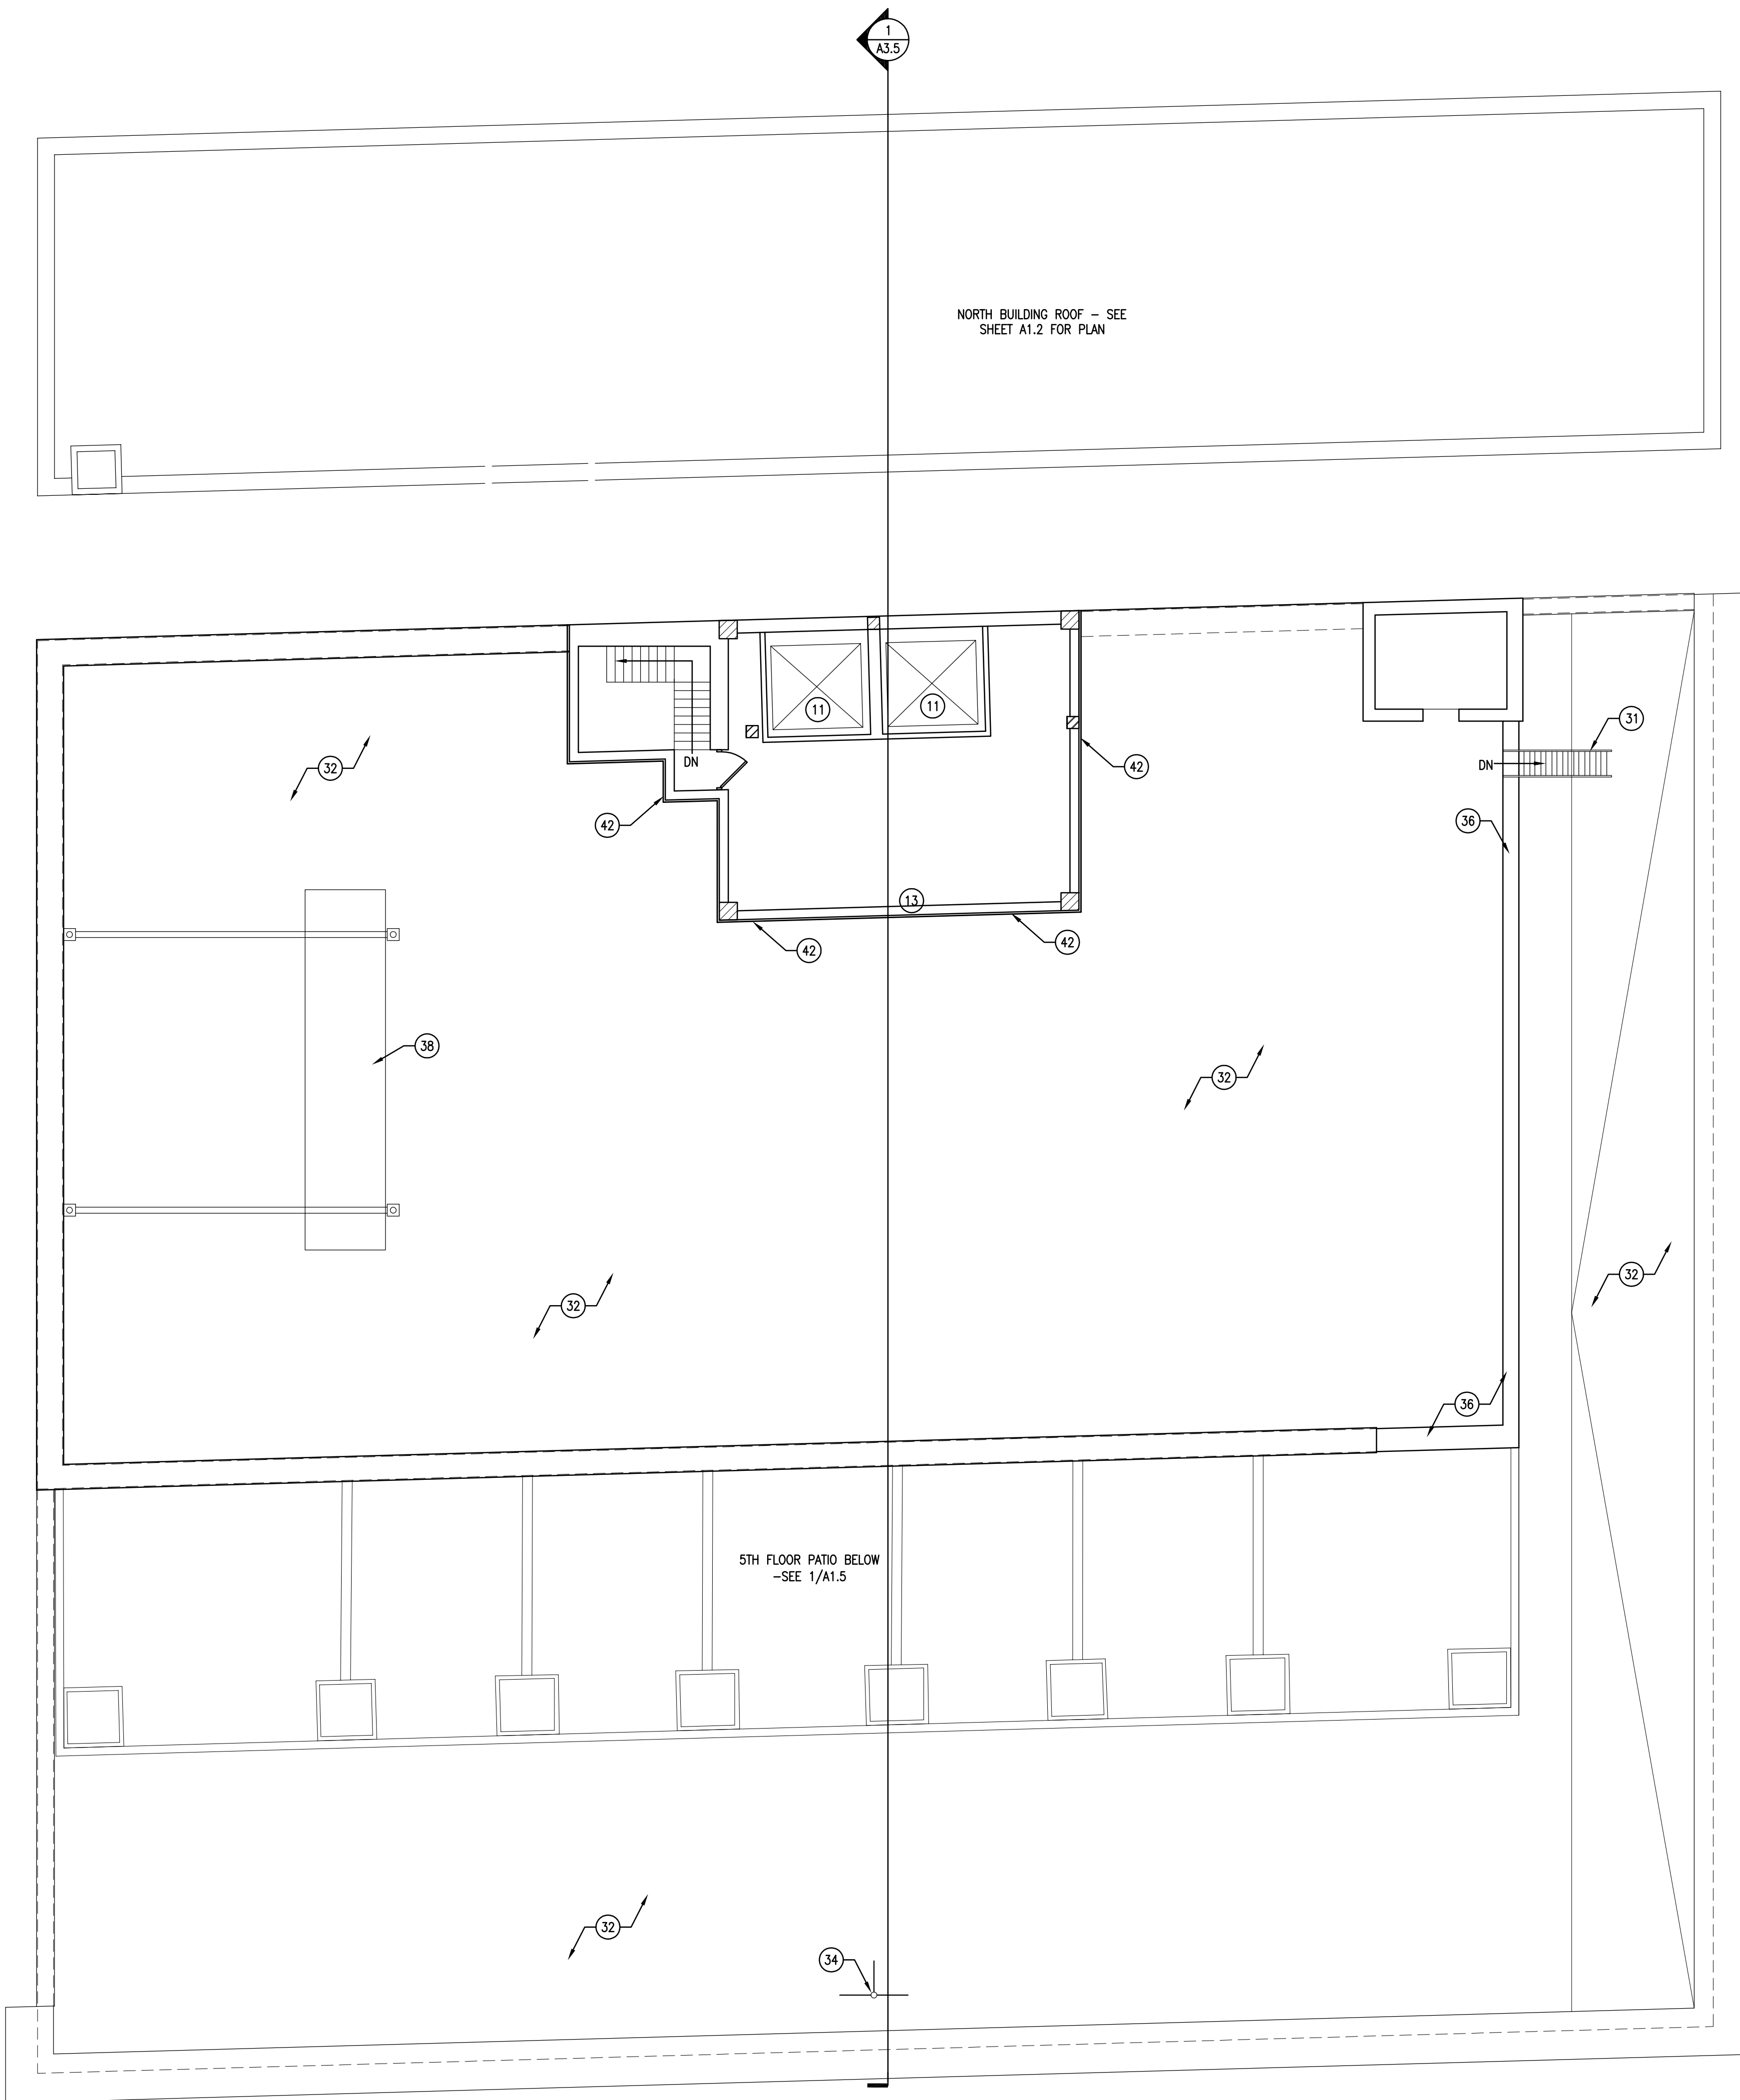 1
A3.5
NORTH BUILDING ROOF – SEE
SHEET A1.2 FOR PLAN
11
11
31
DN
DN
32
42
42
36
13
42
42
38
32
32
32
36
5TH FLOOR PATIO BELOW
–SEE 1/A1.5
32
34